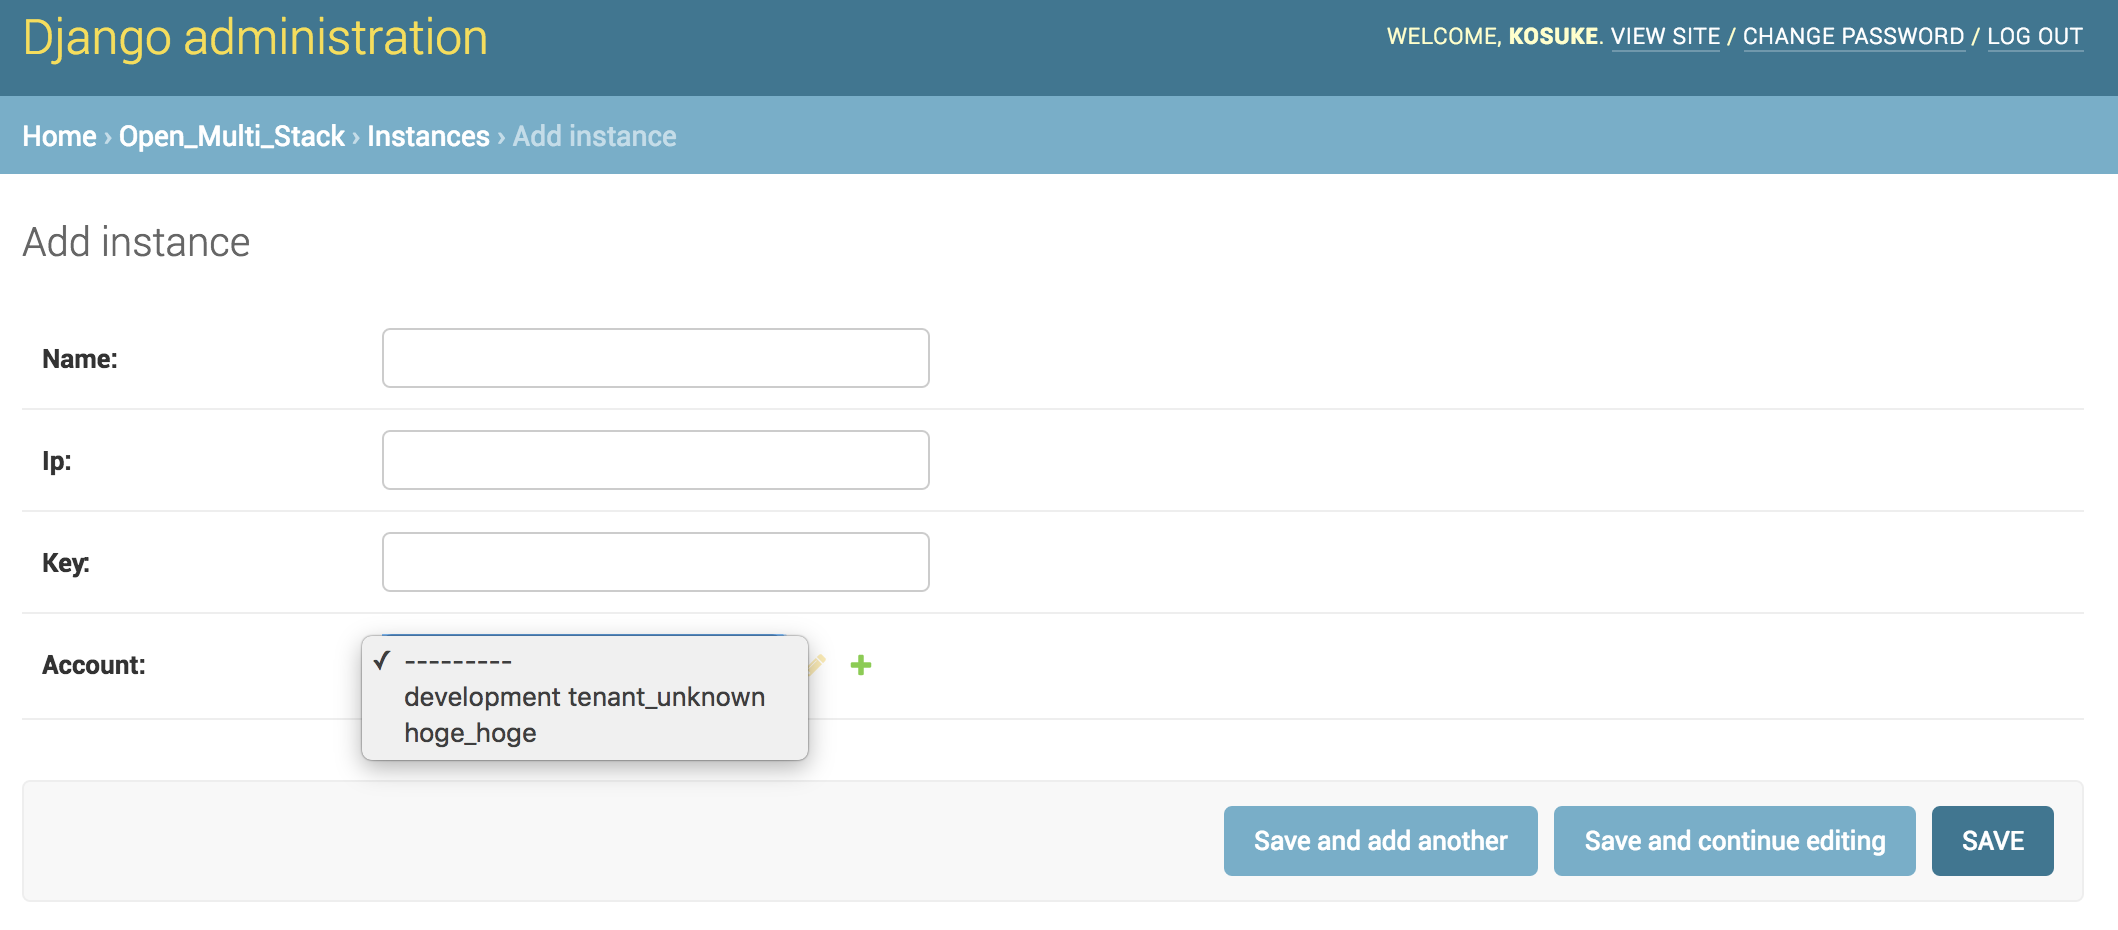 Django administration
WELCOME, KOSUKE. VIEW SITE / CHANGE PASSWORD / LOG OUT
Home › Open_Multi_Stack › Instances › Add instance
Add instance
Name:
Ip:
Key:
Account:
✓ ---------
development tenant_unknown
hoge_hoge
Save and add another
Save and continue editing
SAVE